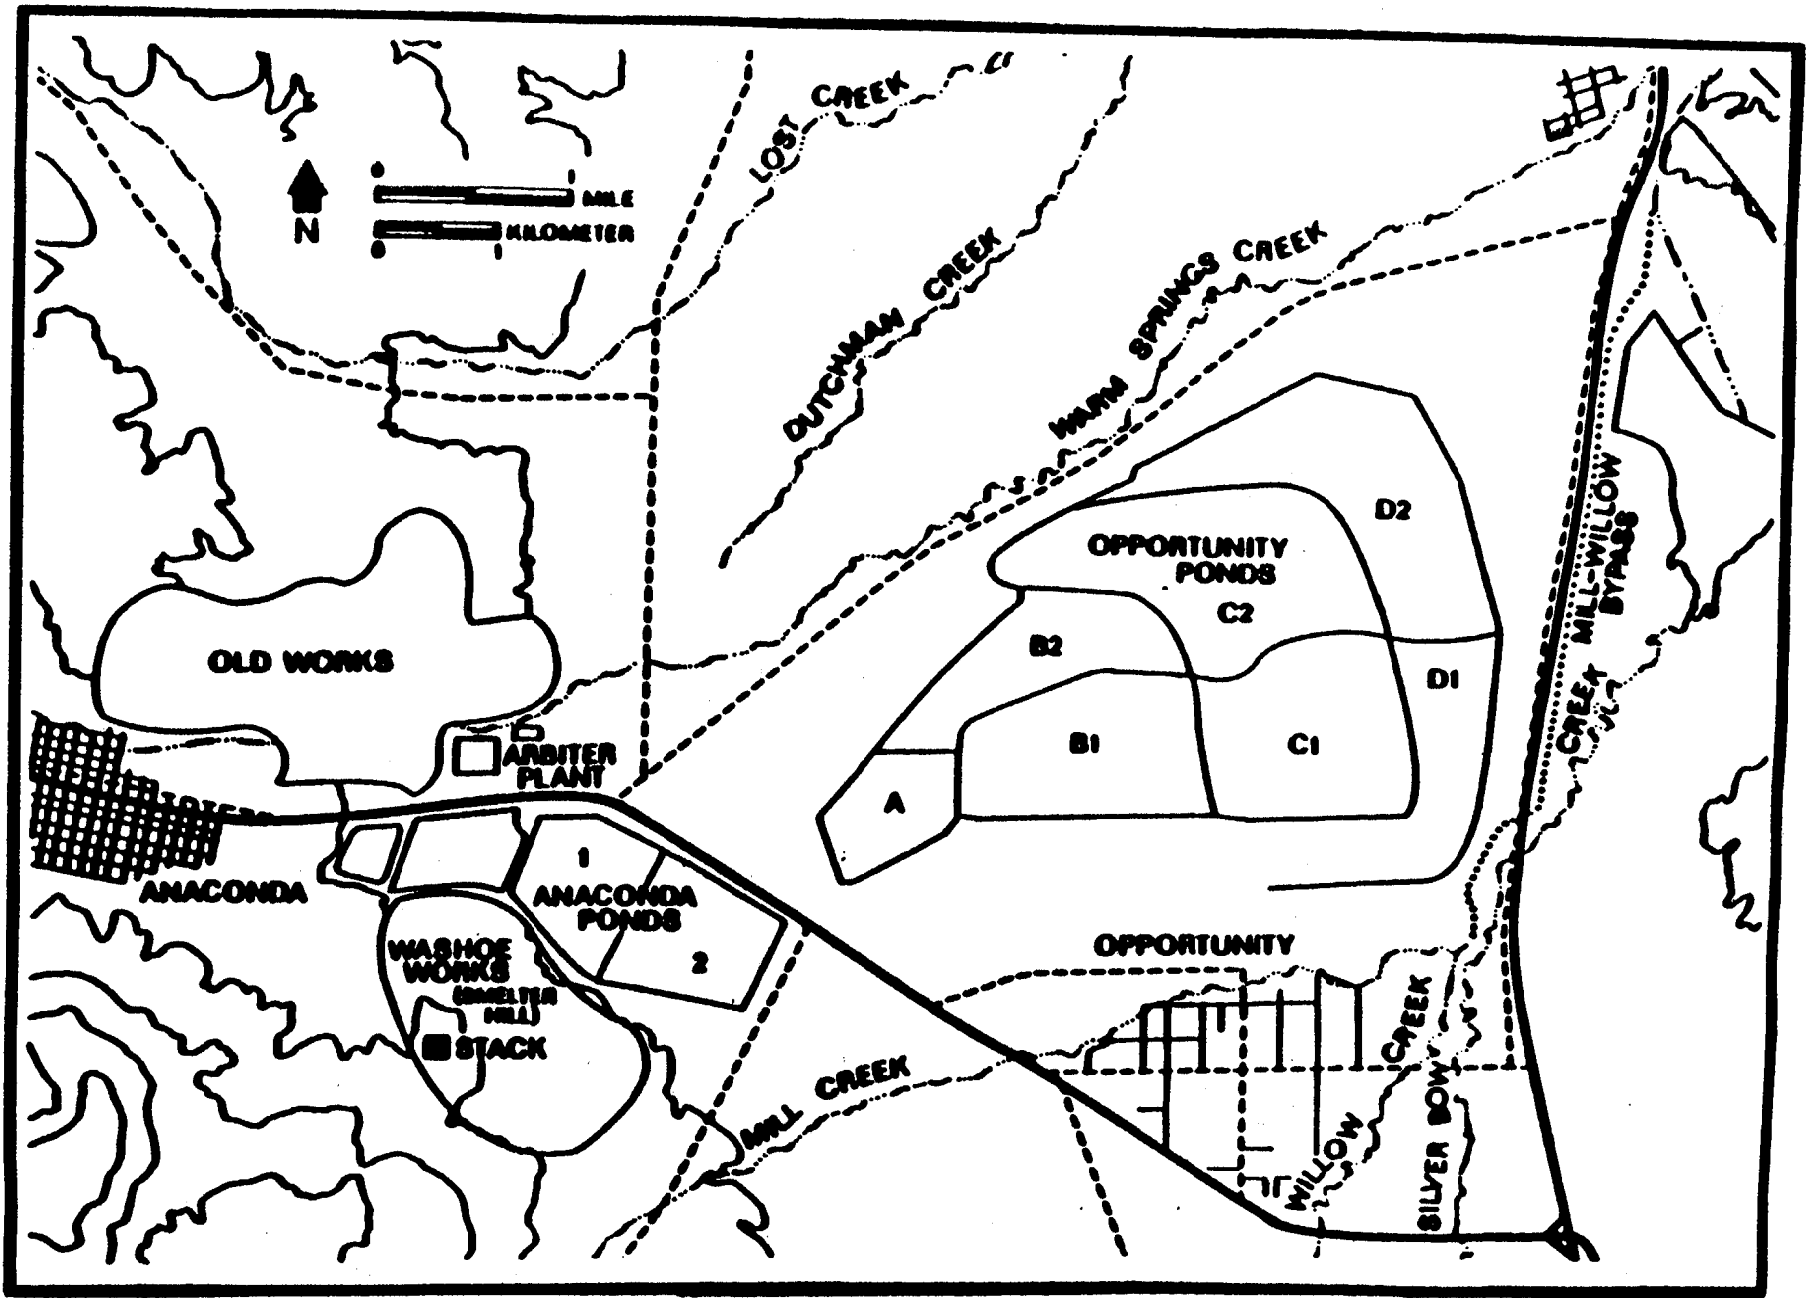 LOST CREEK
0 1
MILE
KILOMETER
0 1
N
DUTCHMAN CREEK
WARM SPRINGS CREEK
D2
OPPORTUNITY
PONDS
C2
B2
D1
B1
C1
A
MILL-WILLOW
BYPASS
OLD WORKS
ARBITER
PLANT
ANACONDA
1
ANACONDA
PONDS
2
WASHOE
WORKS
(SMELTER
HILL)
STACK
OPPORTUNITY
MILL CREEK
WILLOW CREEK
SILVER BOW
CREEK